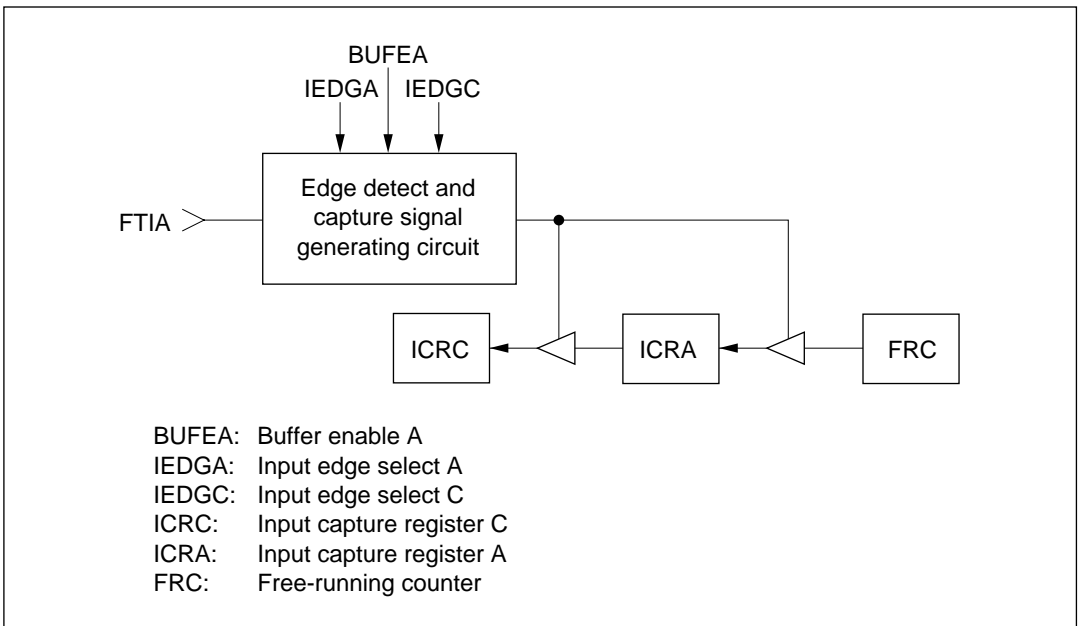 BUFEA
IEDGA IEDGC
Edge detect and
capture signal
generating circuit
FTIA
ICRC ICRA FRC
BUFEA: Buffer enable A
IEDGA: Input edge select A
IEDGC: Input edge select C
ICRC: Input capture register C
ICRA: Input capture register A
FRC: Free-running counter